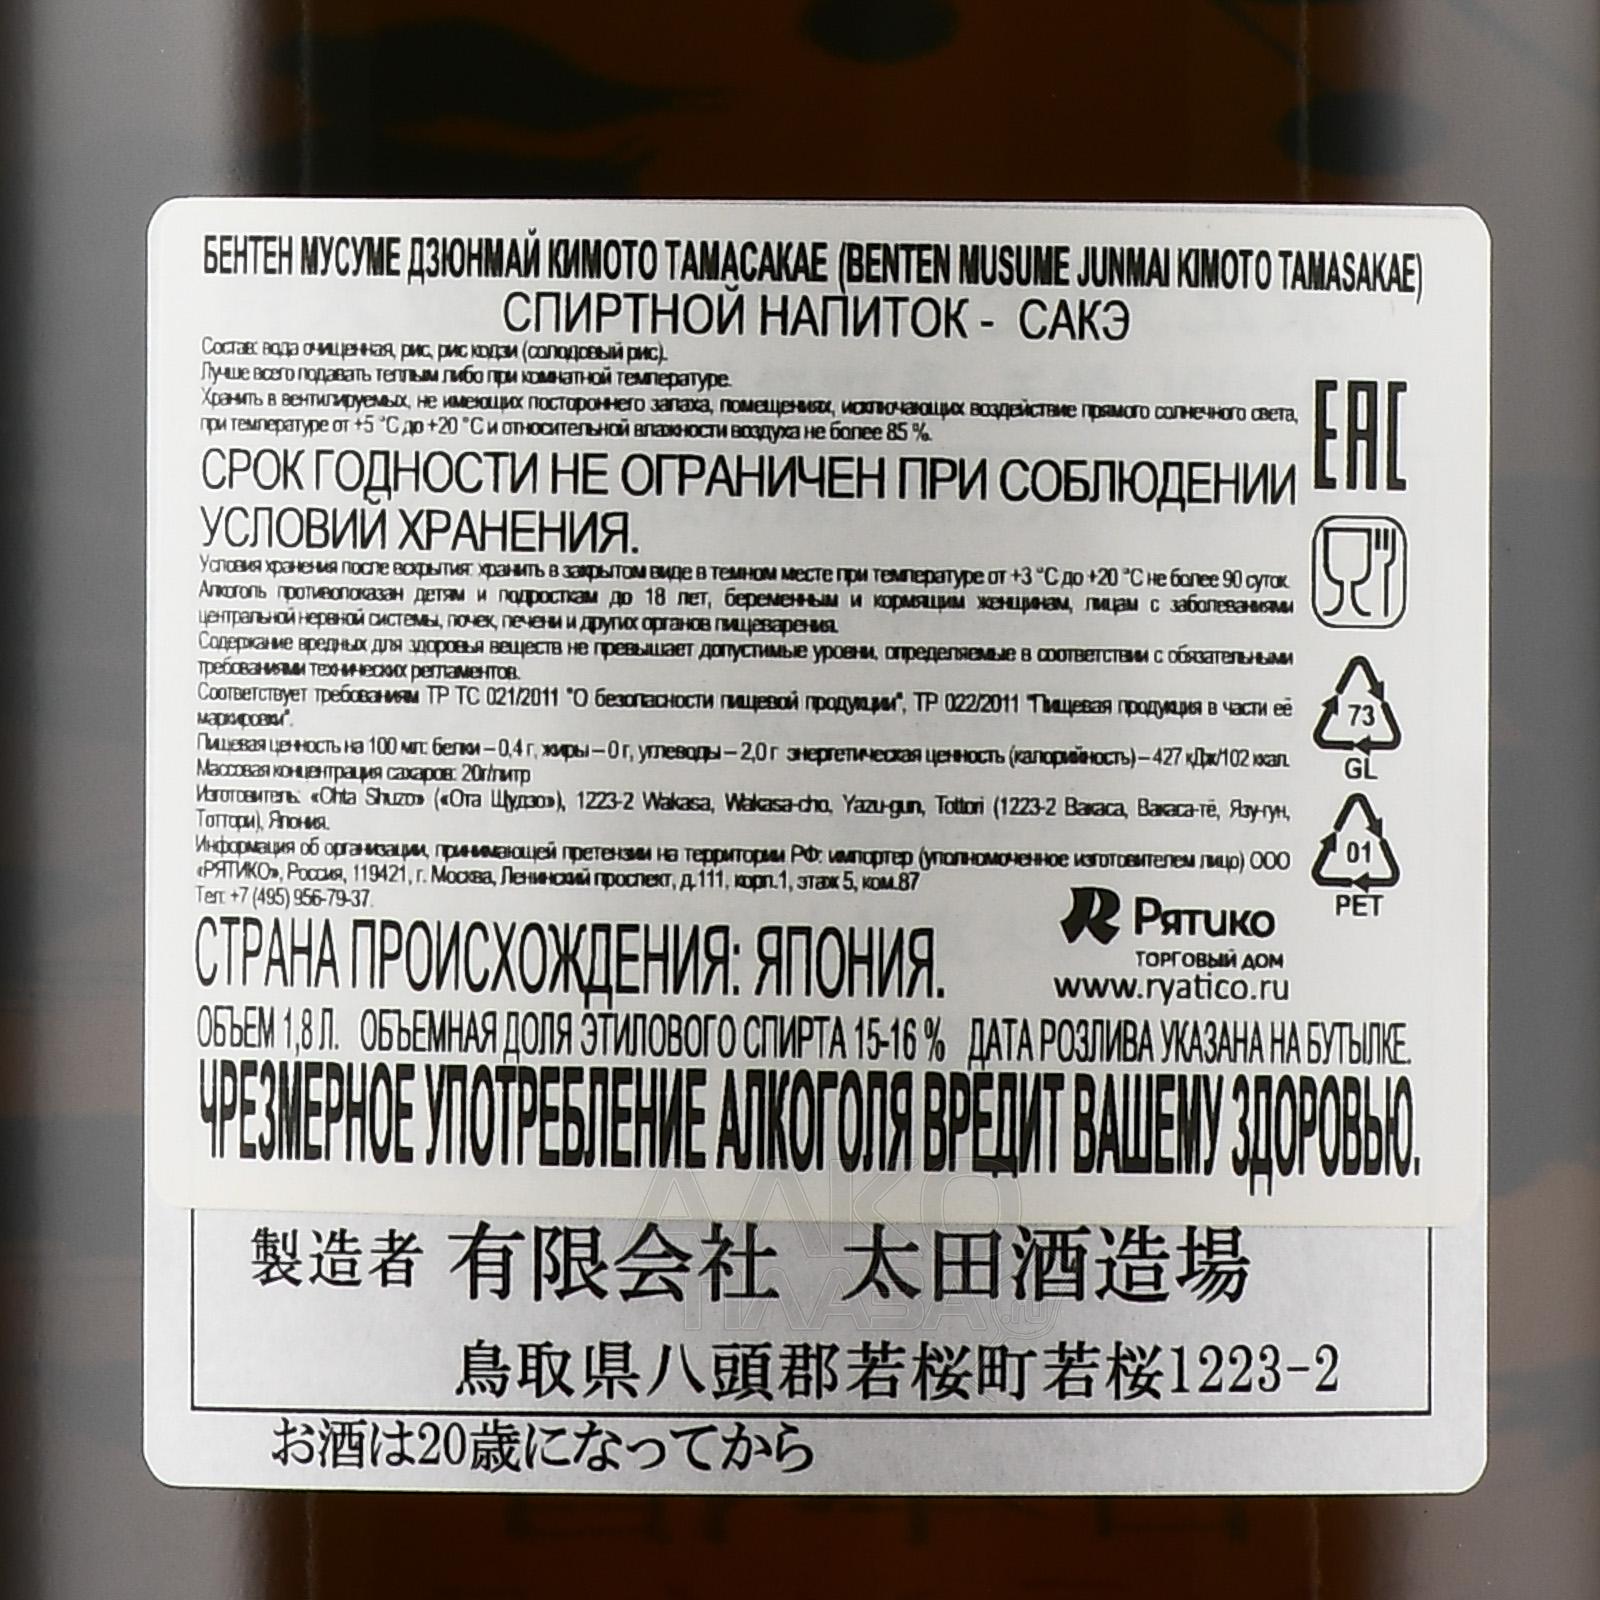 БЕНТЕН МУСУМЕ ДЗЮНМАЙ КИМОТО ТАМАСАКАЕ (BENTEN MUSUME JUNMAI KIMOTO TAMASAKAE)
СПИРТНОЙ НАПИТОК - САКЭ
Состав: вода очищенная, рис, рис кодзи (солодовый рис).
Лучше всего подавать теплым либо при комнатной температуре.
Хранить в вентилируемых, не имеющих постороннего запаха, помещениях, исключающих воздействие прямого солнечного света,
при температуре от +5 °С до +20 °С и относительной влажности воздуха не более 85 %.
СРОК ГОДНОСТИ НЕ ОГРАНИЧЕН ПРИ СОБЛЮДЕНИИ
УСЛОВИЙ ХРАНЕНИЯ.
Условия хранения после вскрытия: хранить в закрытом виде в темном месте при температуре от +3 °С до +20 °С не более 90 суток.
Алкоголь противопоказан детям и подросткам до 18 лет, беременным и кормящим женщинам, лицам с заболеваниями
центральной нервной системы, почек, печени и других органов пищеварения.
Содержание вредных для здоровья веществ не превышает допустимые уровни, определяемые в соответствии с обязательными
требованиями технических регламентов.
Соответствует требованиям ТР ТС 021/2011 "О безопасности пищевой продукции", ТР 022/2011 "Пищевая продукция в части её
маркировки".
Пищевая ценность на 100 мл: белки – 0,4 г, жиры – 0 г, углеводы – 2,0 г энергетическая ценность (калорийность) – 427 кДж/102 ккал.
Массовая концентрация сахаров: 20г/литр
Изготовитель: «Ohta Shuzo» («Ота Щудзо»), 1223-2 Wakasa, Wakasa-cho, Yazu-gun, Tottori (1223-2 Вакаса, Вакаса-тё, Язу-гун,
Тоттори), Япония.
Информация об организации, принимающей претензии на территории РФ: импортер (уполномоченное изготовителем лицо) ООО
«РЯТИКО», Россия, 119421, г. Москва, Ленинский проспект, д.111, корп.1, этаж 5, ком.87
Тел: +7 (495) 956-79-37.
EAC
73
GL
01
PET
Рятико
ТОРГОВЫЙ ДОМ
www.ryatico.ru
СТРАНА ПРОИСХОЖДЕНИЯ: ЯПОНИЯ.
ОБЪЕМ 1,8 Л. ОБЪЕМНАЯ ДОЛЯ ЭТИЛОВОГО СПИРТА 15-16 % ДАТА РОЗЛИВА УКАЗАНА НА БУТЫЛКЕ.
ЧРЕЗМЕРНОЕ УПОТРЕБЛЕНИЕ АЛКОГОЛЯ ВРЕДИТ ВАШЕМУ ЗДОРОВЬЮ.
製造者 有限会社 太田酒造場
鳥取県八頭郡若桜町若桜1223-2
お酒は20歳になってから